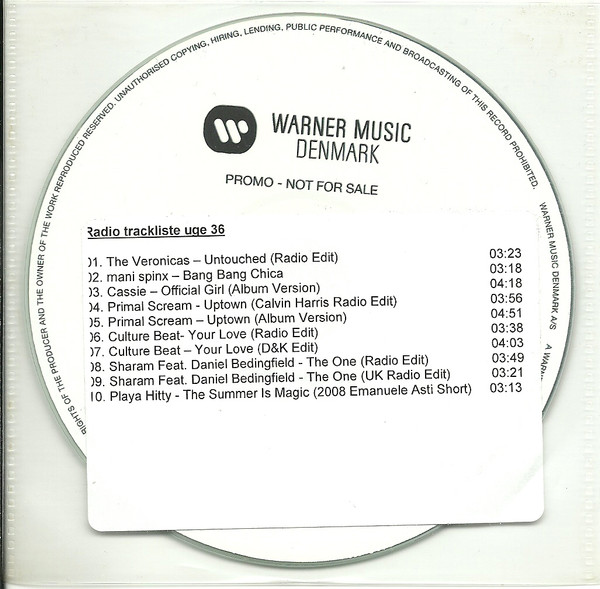 RIGHTS OF THE PRODUCER AND THE OWNER OF THE WORK REPRODUCED RESERVED. UNAUTHORISED COPYING, HIRING, LENDING, PUBLIC PERFORMANCE AND BROADCASTING OF THIS RECORD PROHIBITED. WARNER MUSIC DENMARK A/S A WARN
WARNER MUSIC
DENMARK
PROMO - NOT FOR SALE
Radio trackliste uge 36
01. The Veronicas – Untouched (Radio Edit) 03:23
02. mani spinx – Bang Bang Chica 03:18
03. Cassie – Official Girl (Album Version) 04:18
04. Primal Scream - Uptown (Calvin Harris Radio Edit) 03:56
05. Primal Scream – Uptown (Album Version) 04:51
06. Culture Beat- Your Love (Radio Edit) 03:38
07. Culture Beat – Your Love (D&K Edit) 04:03
08. Sharam Feat. Daniel Bedingfield - The One (Radio Edit) 03:49
09. Sharam Feat. Daniel Bedingfield - The One (UK Radio Edit) 03:21
10. Playa Hitty - The Summer Is Magic (2008 Emanuele Asti Short) 03:13